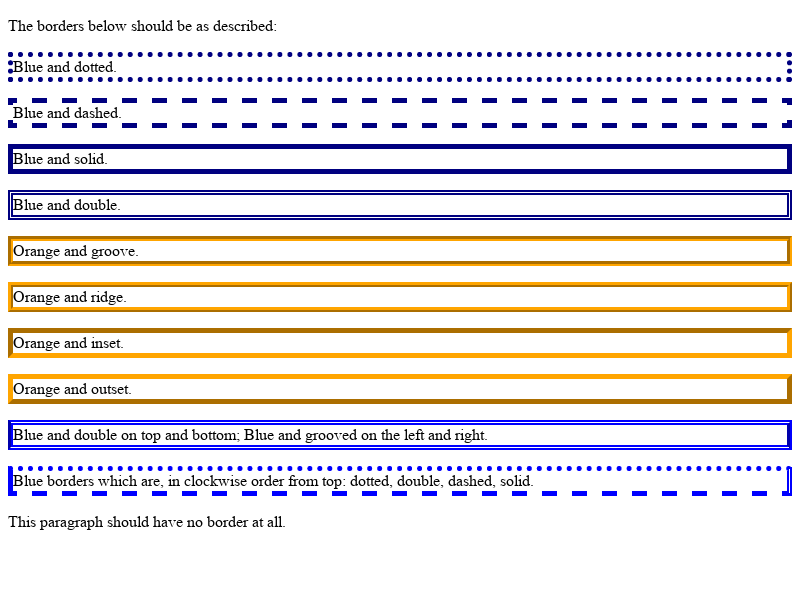 The borders below should be as described:
Blue and dotted.
Blue and dashed.
Blue and solid.
Blue and double.
Orange and groove.
Orange and ridge.
Orange and inset.
Orange and outset.
Blue and double on top and bottom; Blue and grooved on the left and right.
Blue borders which are, in clockwise order from top: dotted, double, dashed, solid.
This paragraph should have no border at all.